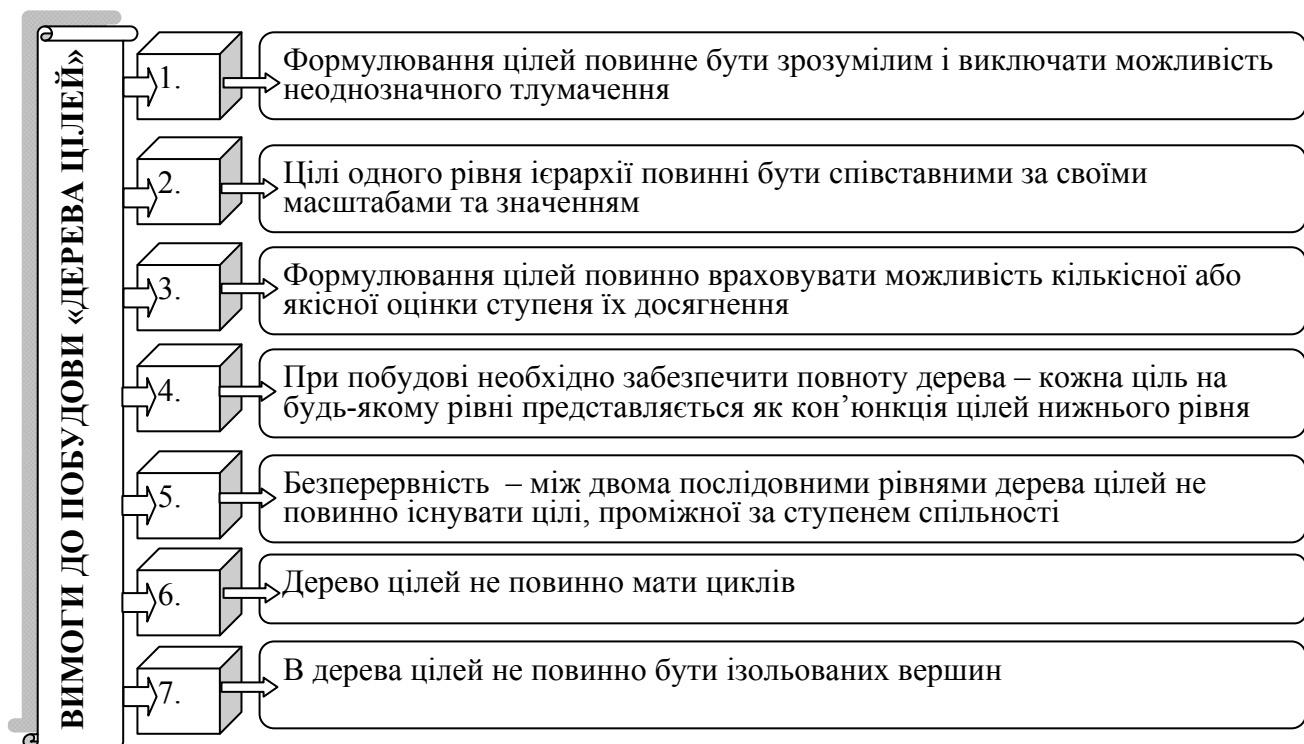 ВИМОГИ ДО ПОБУДОВИ «ДЕРЕВА ЦІЛЕЙ»
1.
Формулювання цілей повинне бути зрозумілим і виключати можливість
неоднозначного тлумачення
2.
Цілі одного рівня ієрархії повинні бути співставними за своїми
масштабами та значенням
3.
Формулювання цілей повинно враховувати можливість кількісної або
якісної оцінки ступеня їх досягнення
4.
При побудові необхідно забезпечити повноту дерева – кожна ціль на
будь-якому рівні представляється як кон’юнкція цілей нижнього рівня
5.
Безперервність – між двома послідовними рівнями дерева цілей не
повинно існувати цілі, проміжної за ступенем спільності
6.
Дерево цілей не повинно мати циклів
7.
В дерева цілей не повинно бути ізольованих вершин